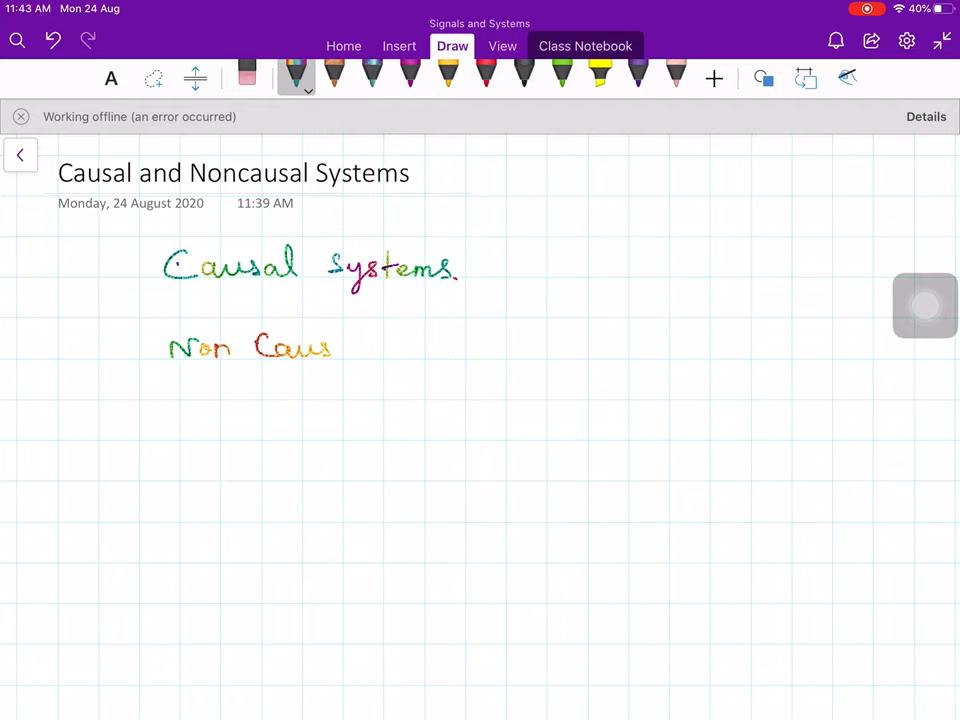 11:43 AM Mon 24 Aug 40%
Signals and Systems
Home Insert Draw View Class Notebook
A
Working offline (an error occurred) Details
Causal and Noncausal Systems
Monday, 24 August 2020 11:39 AM
Causal Systems.
Non Caus